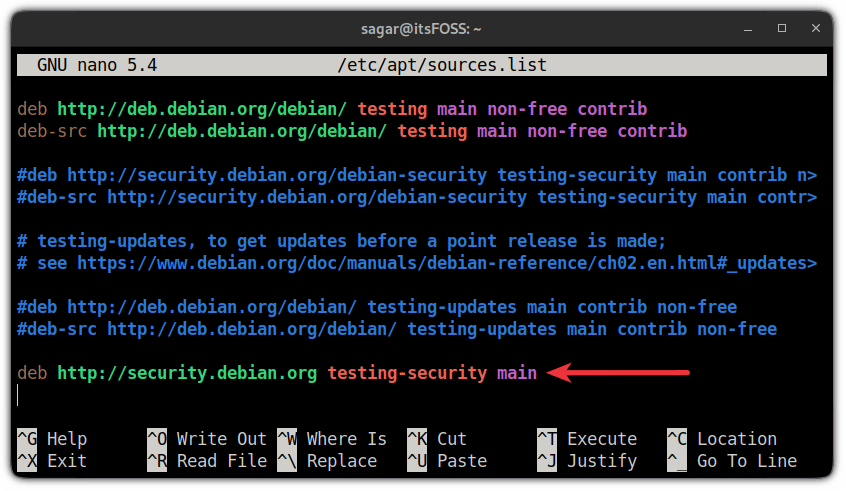 sagar@itsFOSS: ~
GNU nano 5.4 /etc/apt/sources.list
deb http://deb.debian.org/debian/ testing main non-free contrib
deb-src http://deb.debian.org/debian/ testing main non-free contrib
#deb http://security.debian.org/debian-security testing-security main contrib n>
#deb-src http://security.debian.org/debian-security testing-security main contr>
# testing-updates, to get updates before a point release is made;
# see https://www.debian.org/doc/manuals/debian-reference/ch02.en.html#_updates>
#deb http://deb.debian.org/debian/ testing-updates main contrib non-free
#deb-src http://deb.debian.org/debian/ testing-updates main contrib non-free
deb http://security.debian.org testing-security main
^G Help ^O Write Out ^W Where Is ^K Cut ^T Execute ^C Location
^X Exit ^R Read File ^\ Replace ^U Paste ^J Justify ^_ Go To Line